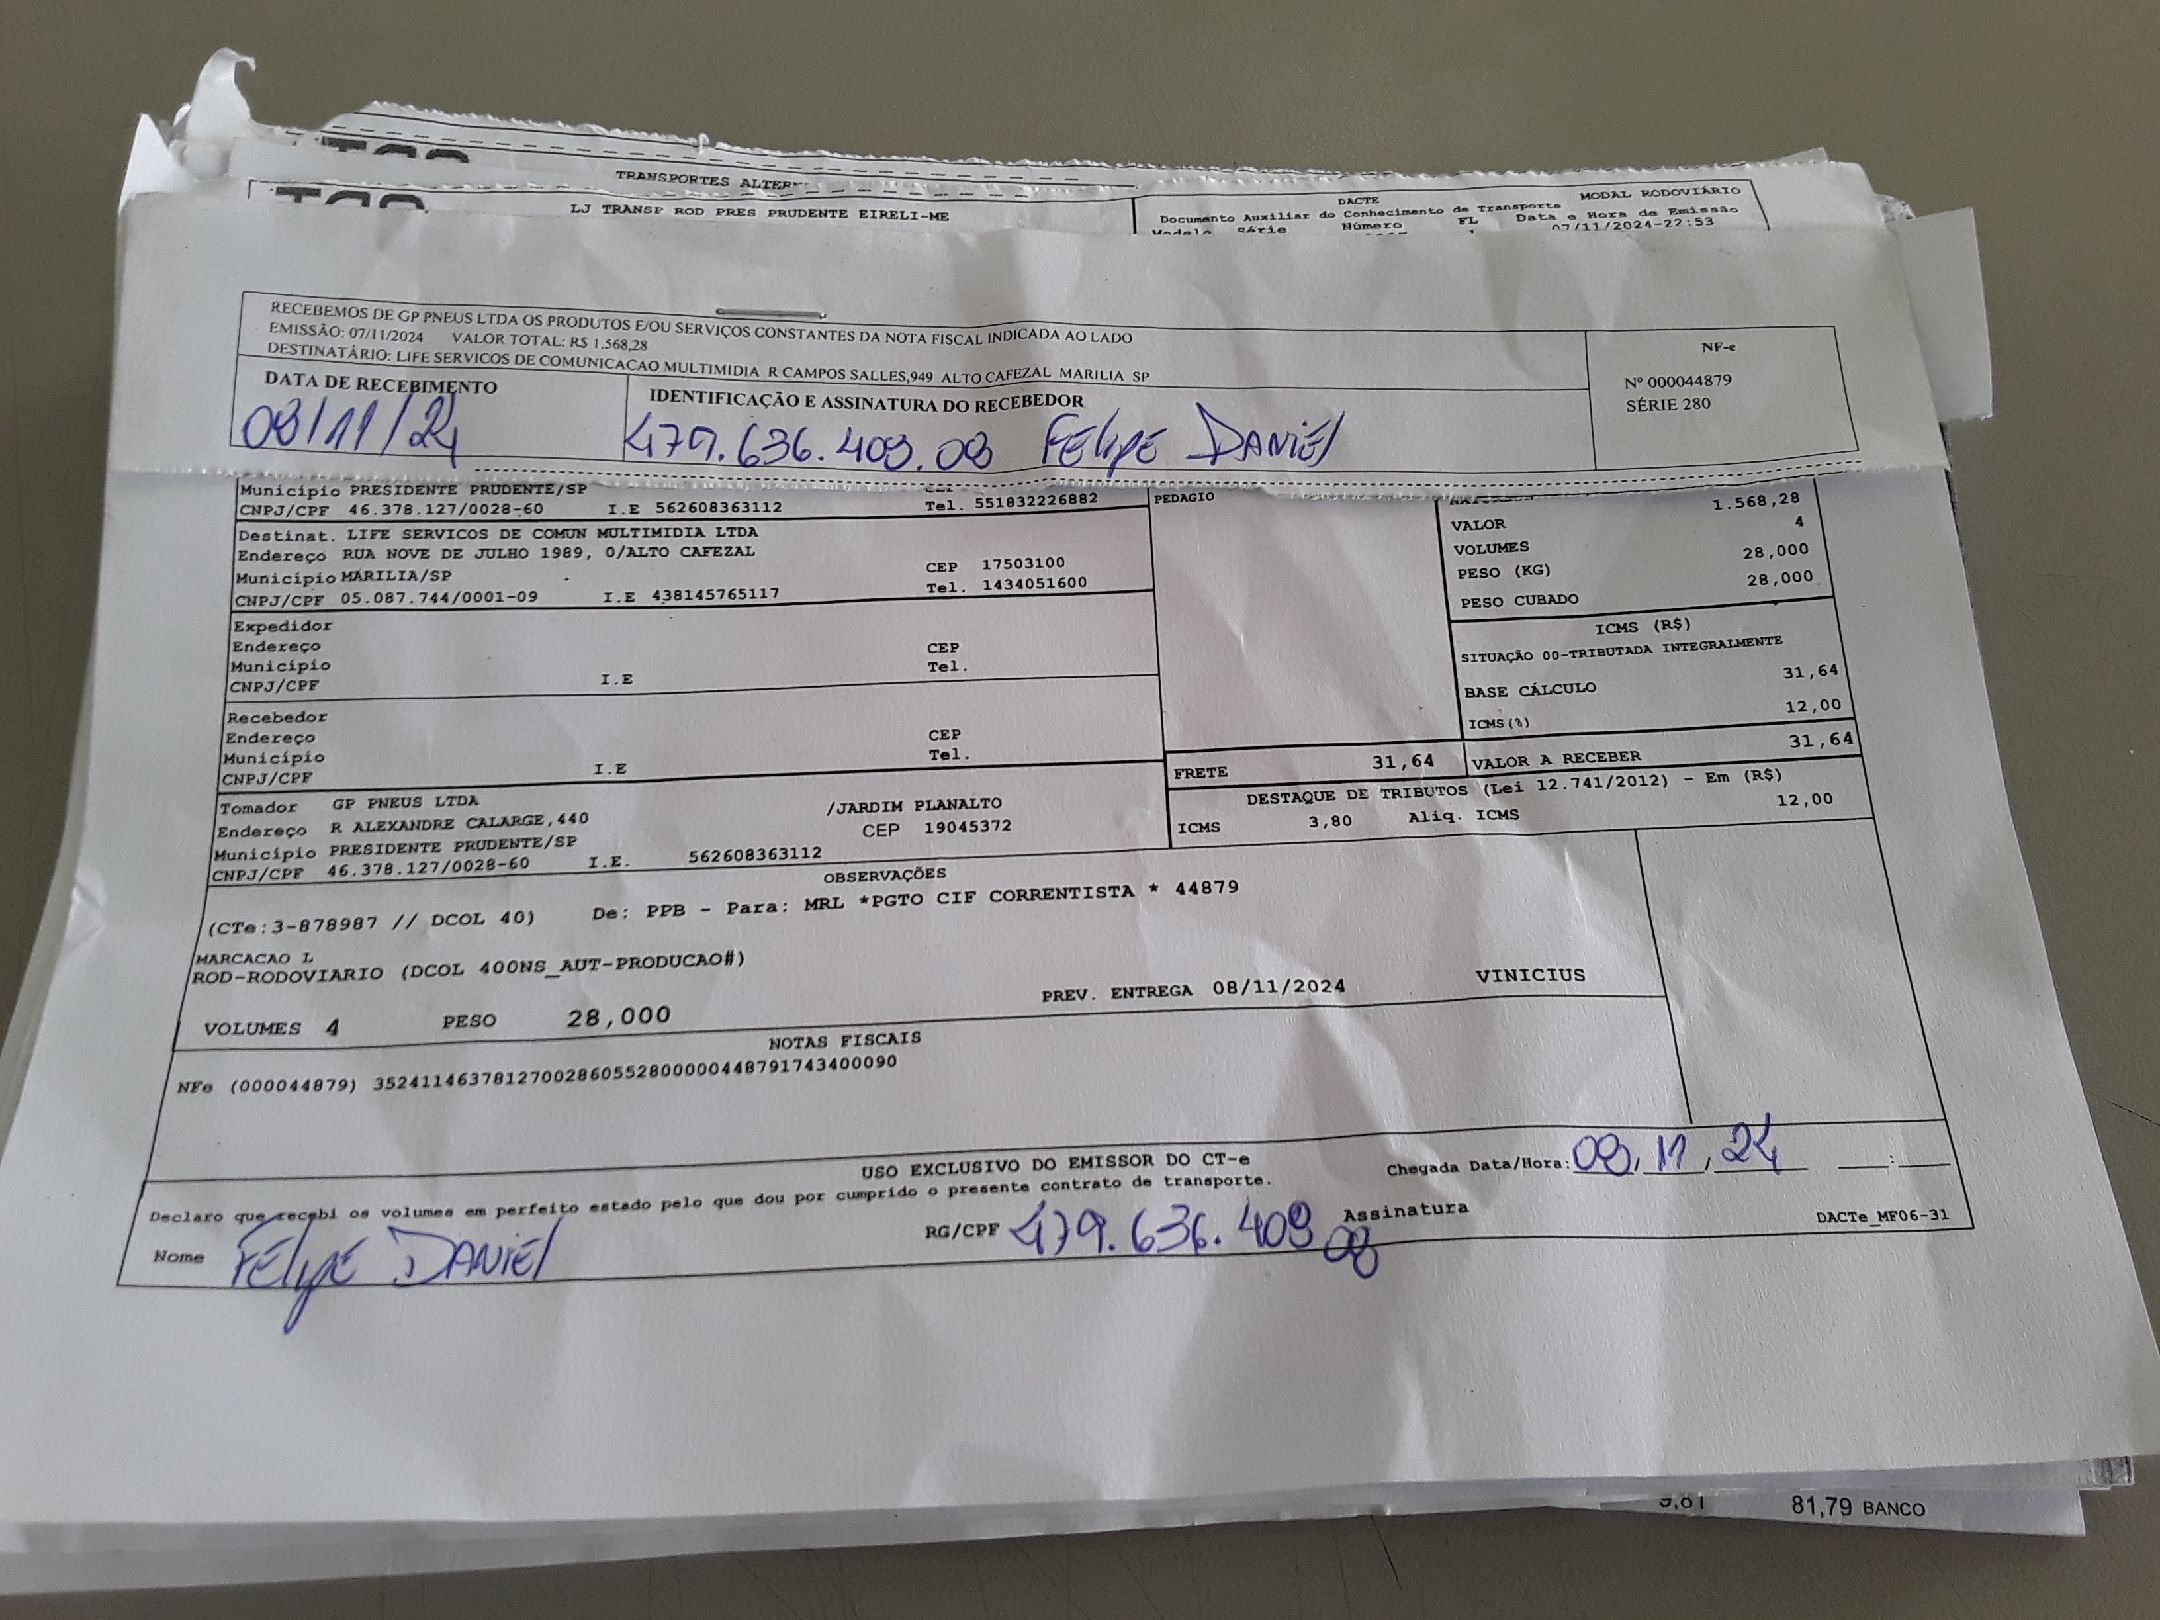 TRANSPORTES ALTER
LJ TRANSP ROD PRES PRUDENTE EIRELI-ME
DACTE MODAL RODOVIÁRIO
Documento Auxiliar do Conhecimento de Transporte
Modelo Série Número FL Data e Hora de Emissão
07/11/2024-22:53
RECEBEMOS DE GP PNEUS LTDA OS PRODUTOS E/OU SERVIÇOS CONSTANTES DA NOTA FISCAL INDICADA AO LADO
EMISSÃO: 07/11/2024 VALOR TOTAL: R$ 1.568,28
DESTINATÁRIO: LIFE SERVICOS DE COMUNICACAO MULTIMIDIA R CAMPOS SALLES,949 ALTO CAFEZAL MARILIA SP
NF-e
Nº 000044879
SÉRIE 280
DATA DE RECEBIMENTO
08/11/24
IDENTIFICAÇÃO E ASSINATURA DO RECEBEDOR
479.636.408.08 FELIPE DANIEL
Município PRESIDENTE PRUDENTE/SP
CNPJ/CPF 46.378.127/0028-60 I.E 562608363112 Tel. 551832226882
Destinat. LIFE SERVICOS DE COMUN MULTIMIDIA LTDA
Endereço RUA NOVE DE JULHO 1989, 0/ALTO CAFEZAL
Município MARILIA/SP CEP 17503100
CNPJ/CPF 05.087.744/0001-09 I.E 438145765117 Tel. 1434051600
Expedidor
Endereço CEP
Município Tel.
CNPJ/CPF I.E
Recebedor
Endereço CEP
Município Tel.
CNPJ/CPF I.E
Tomador GP PNEUS LTDA /JARDIM PLANALTO
Endereço R ALEXANDRE CALARGE,440 CEP 19045372
Município PRESIDENTE PRUDENTE/SP
CNPJ/CPF 46.378.127/0028-60 I.E. 562608363112
PEDAGIO
VALOR 1.568,28
VOLUMES 4
PESO (KG) 28,000
PESO CUBADO 28,000
ICMS (R$)
SITUAÇÃO 00-TRIBUTADA INTEGRALMENTE
BASE CÁLCULO 31,64
ICMS(%) 12,00
FRETE 31,64 VALOR A RECEBER 31,64
DESTAQUE DE TRIBUTOS (Lei 12.741/2012) - Em (R$)
ICMS 3,80 Aliq. ICMS 12,00
OBSERVAÇÕES
(CTe:3-878987 // DCOL 40) De: PPB - Para: MRL *PGTO CIF CORRENTISTA * 44879
MARCACAO L
ROD-RODOVIARIO (DCOL 400NS_AUT-PRODUCAO#)
PREV. ENTREGA 08/11/2024 VINICIUS
VOLUMES 4 PESO 28,000
NOTAS FISCAIS
NFe (000044879) 35241146378127002860552800000448791743400090
USO EXCLUSIVO DO EMISSOR DO CT-e
Chegada Data/Hora: 08, 11, 24 :
Declaro que recebi os volumes em perfeito estado pelo que dou por cumprido o presente contrato de transporte.
Nome FELIPE DANIEL RG/CPF 479.636.408 08 Assinatura
DACTe_MF06-31
81,79 BANCO